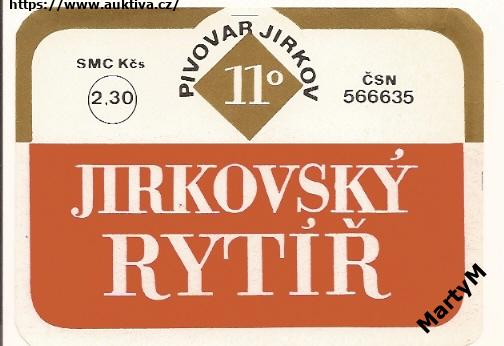 https://www.auktiva.cz/
PIVOVAR JIRKOV
11°
SMC Kčs
2,30
ČSN
566635
JIRKOVSKÝ
RYTÍŘ
MartyM